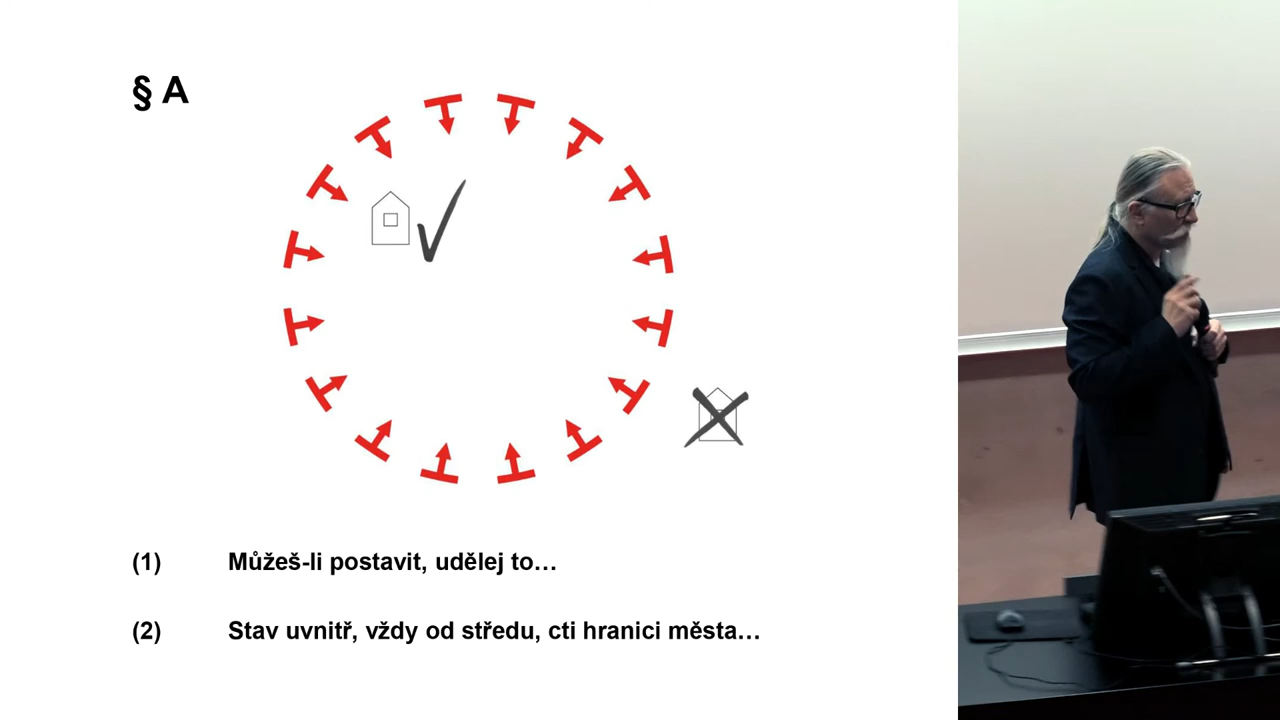 § A
(1) Můžeš-li postavit, udělej to…
(2) Stav uvnitř, vždy od středu, cti hranici města…